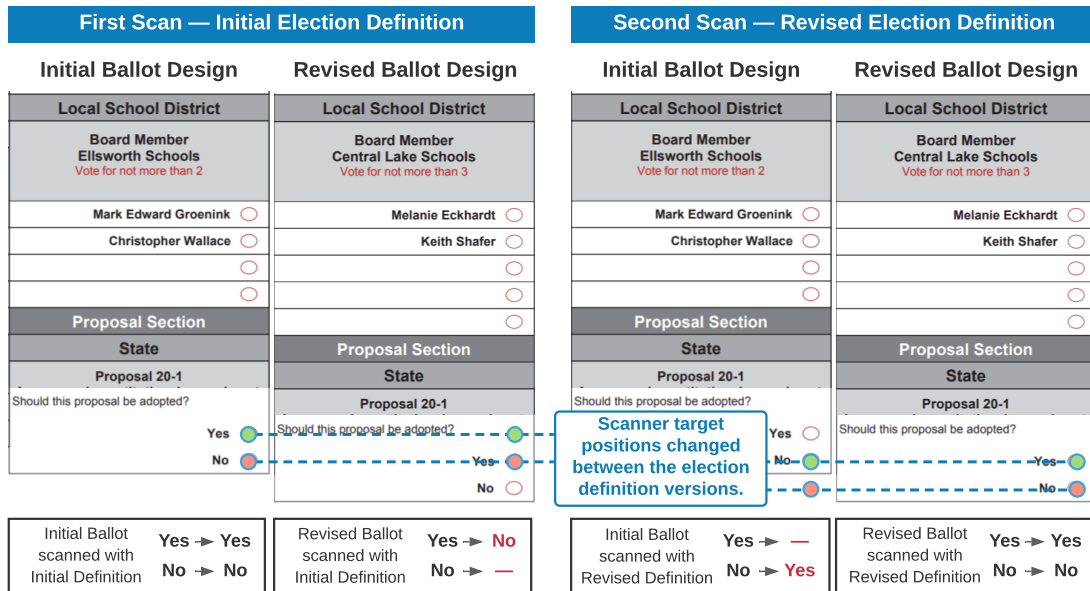 First Scan — Initial Election Definition
Initial Ballot Design
Local School District
Board Member
Ellsworth Schools
Vote for not more than 2
Mark Edward Groenink
Christopher Wallace
Proposal Section
State
Proposal 20-1
Should this proposal be adopted?
Yes
No
Revised Ballot Design
Local School District
Board Member
Central Lake Schools
Vote for not more than 3
Melanie Eckhardt
Keith Shafer
Proposal Section
State
Proposal 20-1
Should this proposal be adopted?
Yes
No
Second Scan — Revised Election Definition
Initial Ballot Design
Local School District
Board Member
Ellsworth Schools
Vote for not more than 2
Mark Edward Groenink
Christopher Wallace
Proposal Section
State
Proposal 20-1
Should this proposal be adopted?
Yes
No
Revised Ballot Design
Local School District
Board Member
Central Lake Schools
Vote for not more than 3
Melanie Eckhardt
Keith Shafer
Proposal Section
State
Proposal 20-1
Should this proposal be adopted?
Yes
No
Scanner target
positions changed
between the election
definition versions.
Initial Ballot
scanned with
Initial Definition
Yes → Yes
No → No
Revised Ballot
scanned with
Initial Definition
Yes → No
No → —
Initial Ballot
scanned with
Revised Definition
Yes → —
No → Yes
Revised Ballot
scanned with
Revised Definition
Yes → Yes
No → No